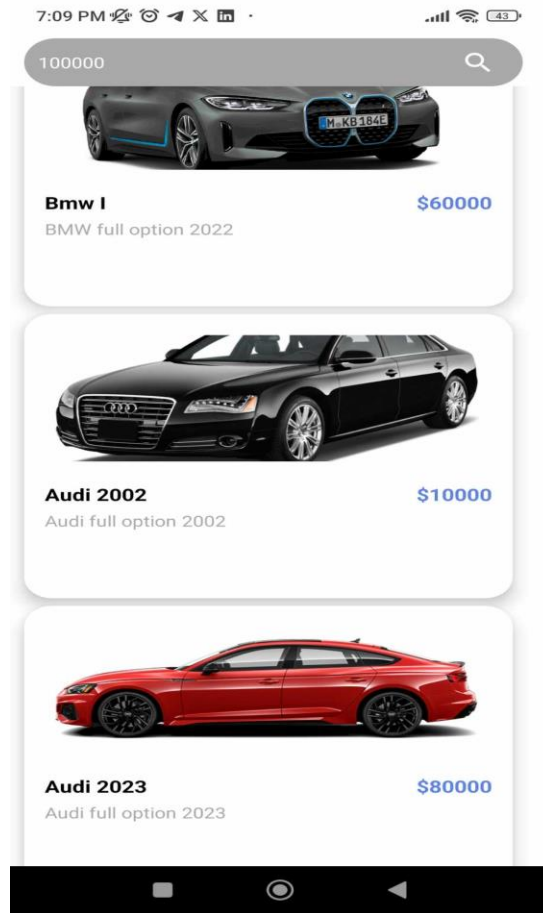 7:09 PM
43
100000
M KB 184E
Bmw I
$60000
BMW full option 2022
Audi 2002
$10000
Audi full option 2002
Audi 2023
$80000
Audi full option 2023